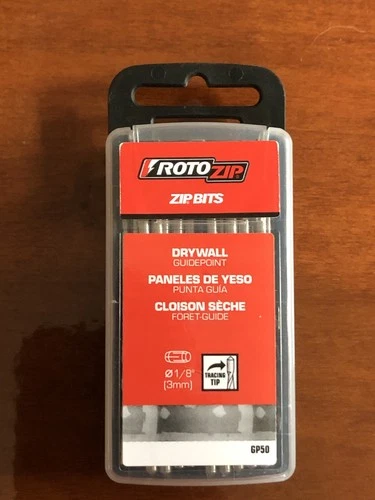 ROTOZIP
ZIP BITS
DRYWALL
GUIDEPOINT
PANELES DE YESO
PUNTA GUÍA
CLOISON SÈCHE
FORET-GUIDE
Ø 1/8"
(3mm)
TRACING
TIP
GP50